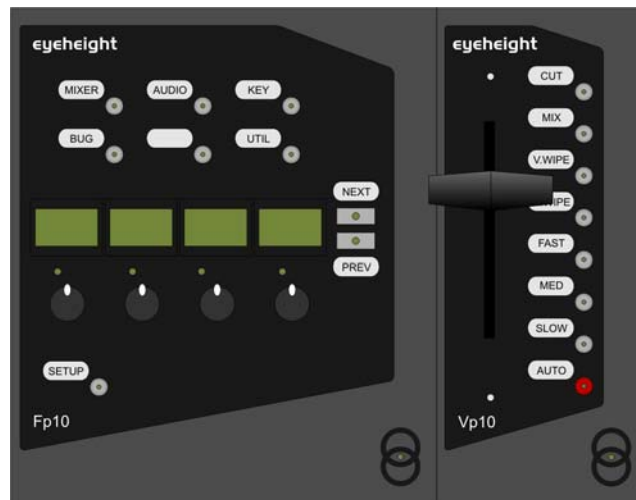 eyeheight
MIXER AUDIO KEY
BUG UTIL
NEXT
PREV
SETUP
Fp10
eyeheight
CUT
MIX
V.WIPE
FAST
MED
SLOW
AUTO
Vp10